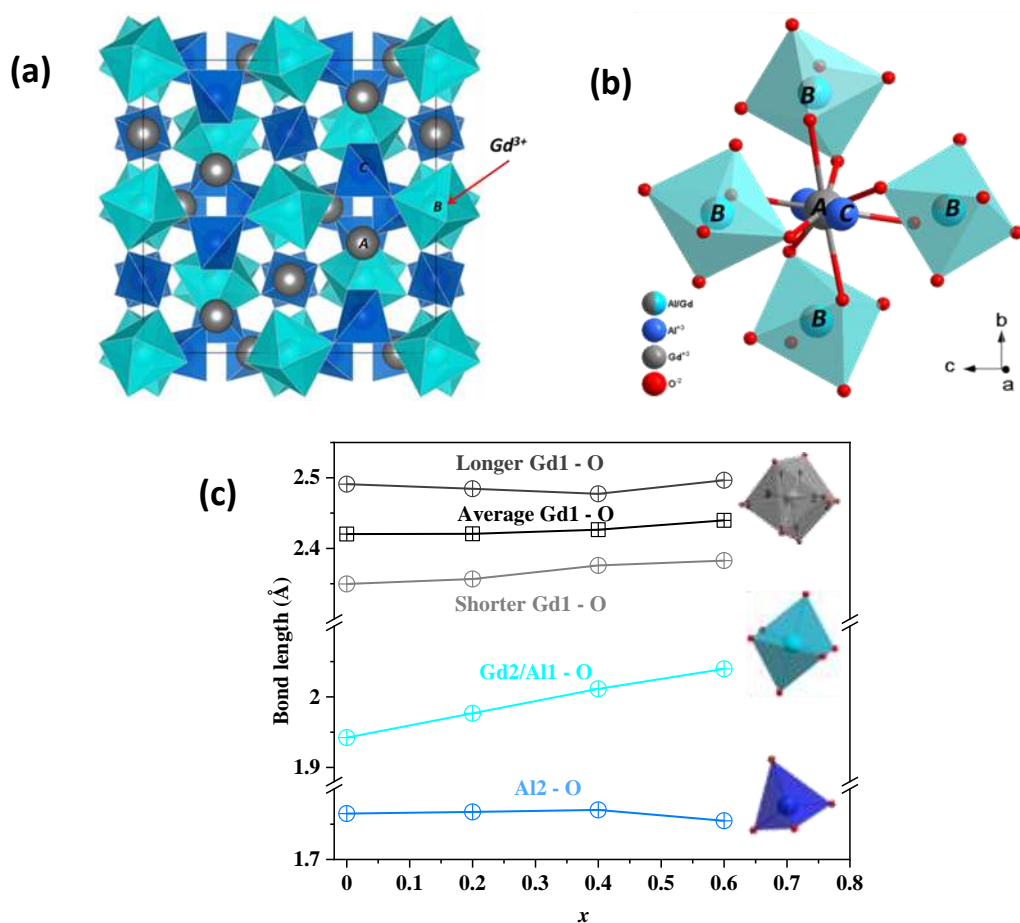 (a)
Gd3+
C
B
A
(b)
B
B
A
C
B
B
Al/Gd
Al+3
Gd+3
O-2
b
c
a
(c)
Longer Gd1 - O
Average Gd1 - O
Shorter Gd1 - O
Gd2/Al1 - O
Al2 - O
Bond length (Å)
2.5
2.4
2
1.9
1.7
0
0.1
0.2
0.3
0.4
0.5
0.6
0.7
0.8
x